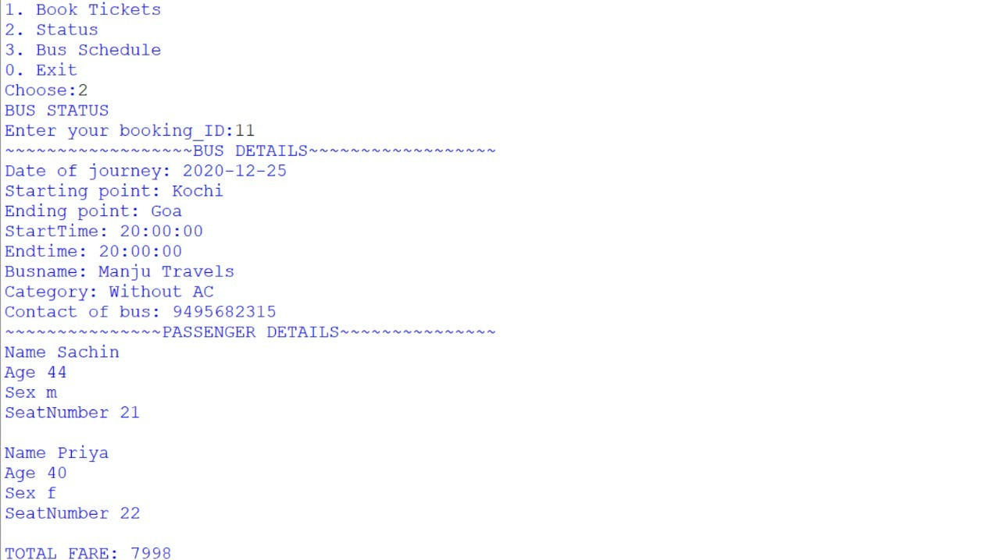 1. Book Tickets
2. Status
3. Bus Schedule
0. Exit
Choose:2
BUS STATUS
Enter your booking_ID:11
~~~~~~~~~~~~~~~~~~BUS DETAILS~~~~~~~~~~~~~~~~~~
Date of journey: 2020-12-25
Starting point: Kochi
Ending point: Goa
StartTime: 20:00:00
Endtime: 20:00:00
Busname: Manju Travels
Category: Without AC
Contact of bus: 9495682315
~~~~~~~~~~~~~~~PASSENGER DETAILS~~~~~~~~~~~~~~~
Name Sachin
Age 44
Sex m
SeatNumber 21
Name Priya
Age 40
Sex f
SeatNumber 22
TOTAL FARE: 7998